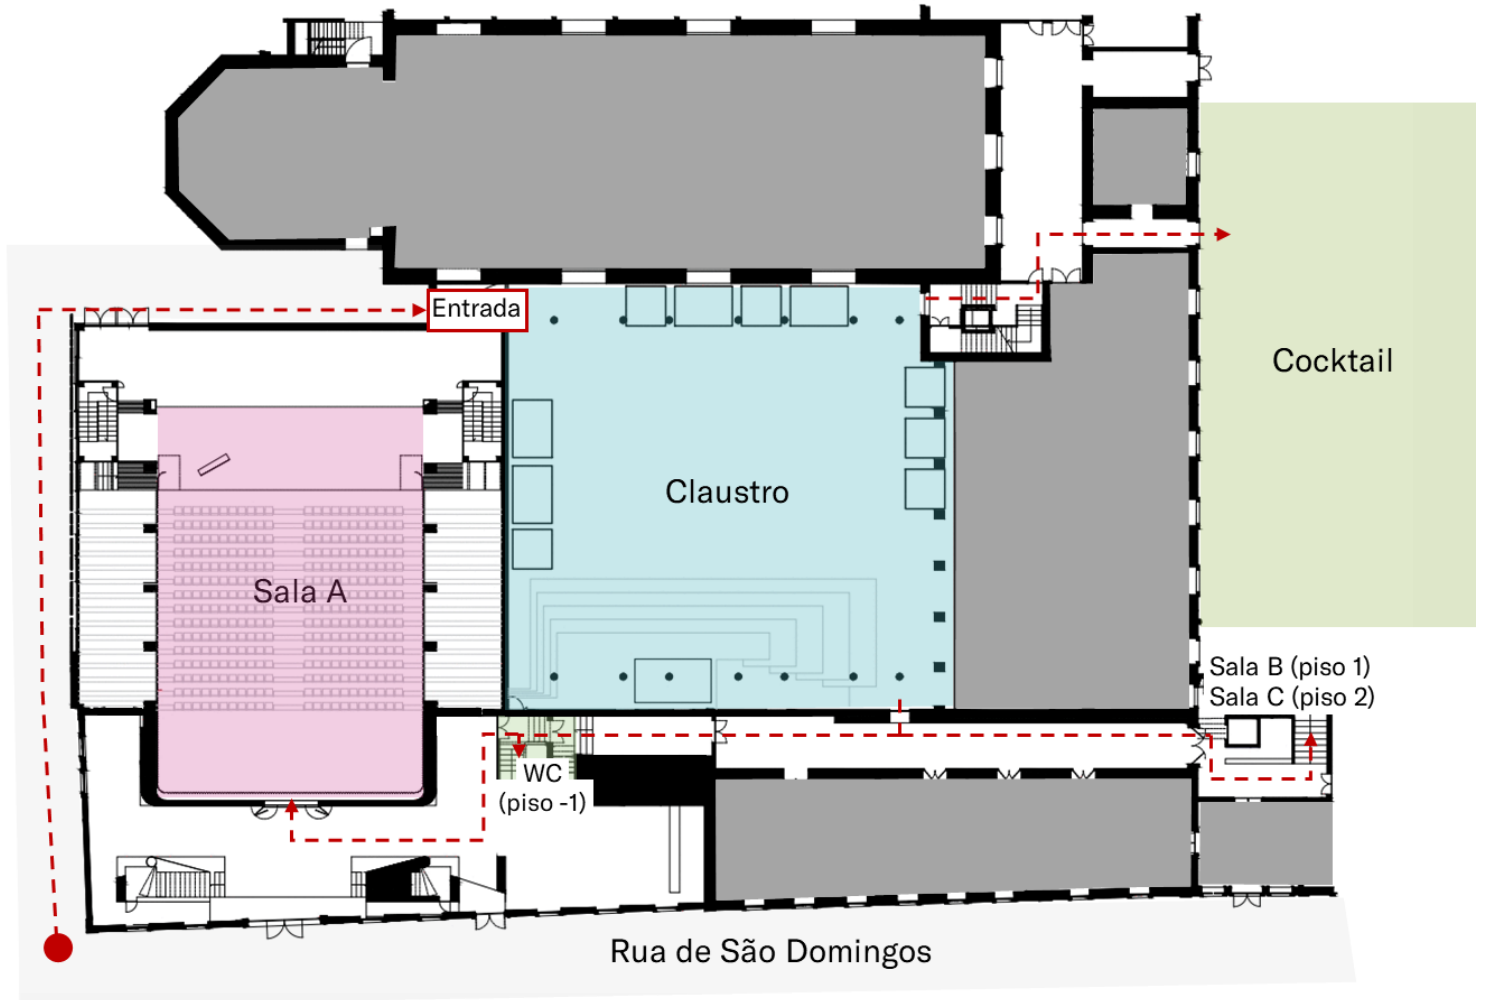 Entrada
Cocktail
Claustro
Sala A
Sala B (piso 1)
Sala C (piso 2)
WC
(piso -1)
Rua de São Domingos